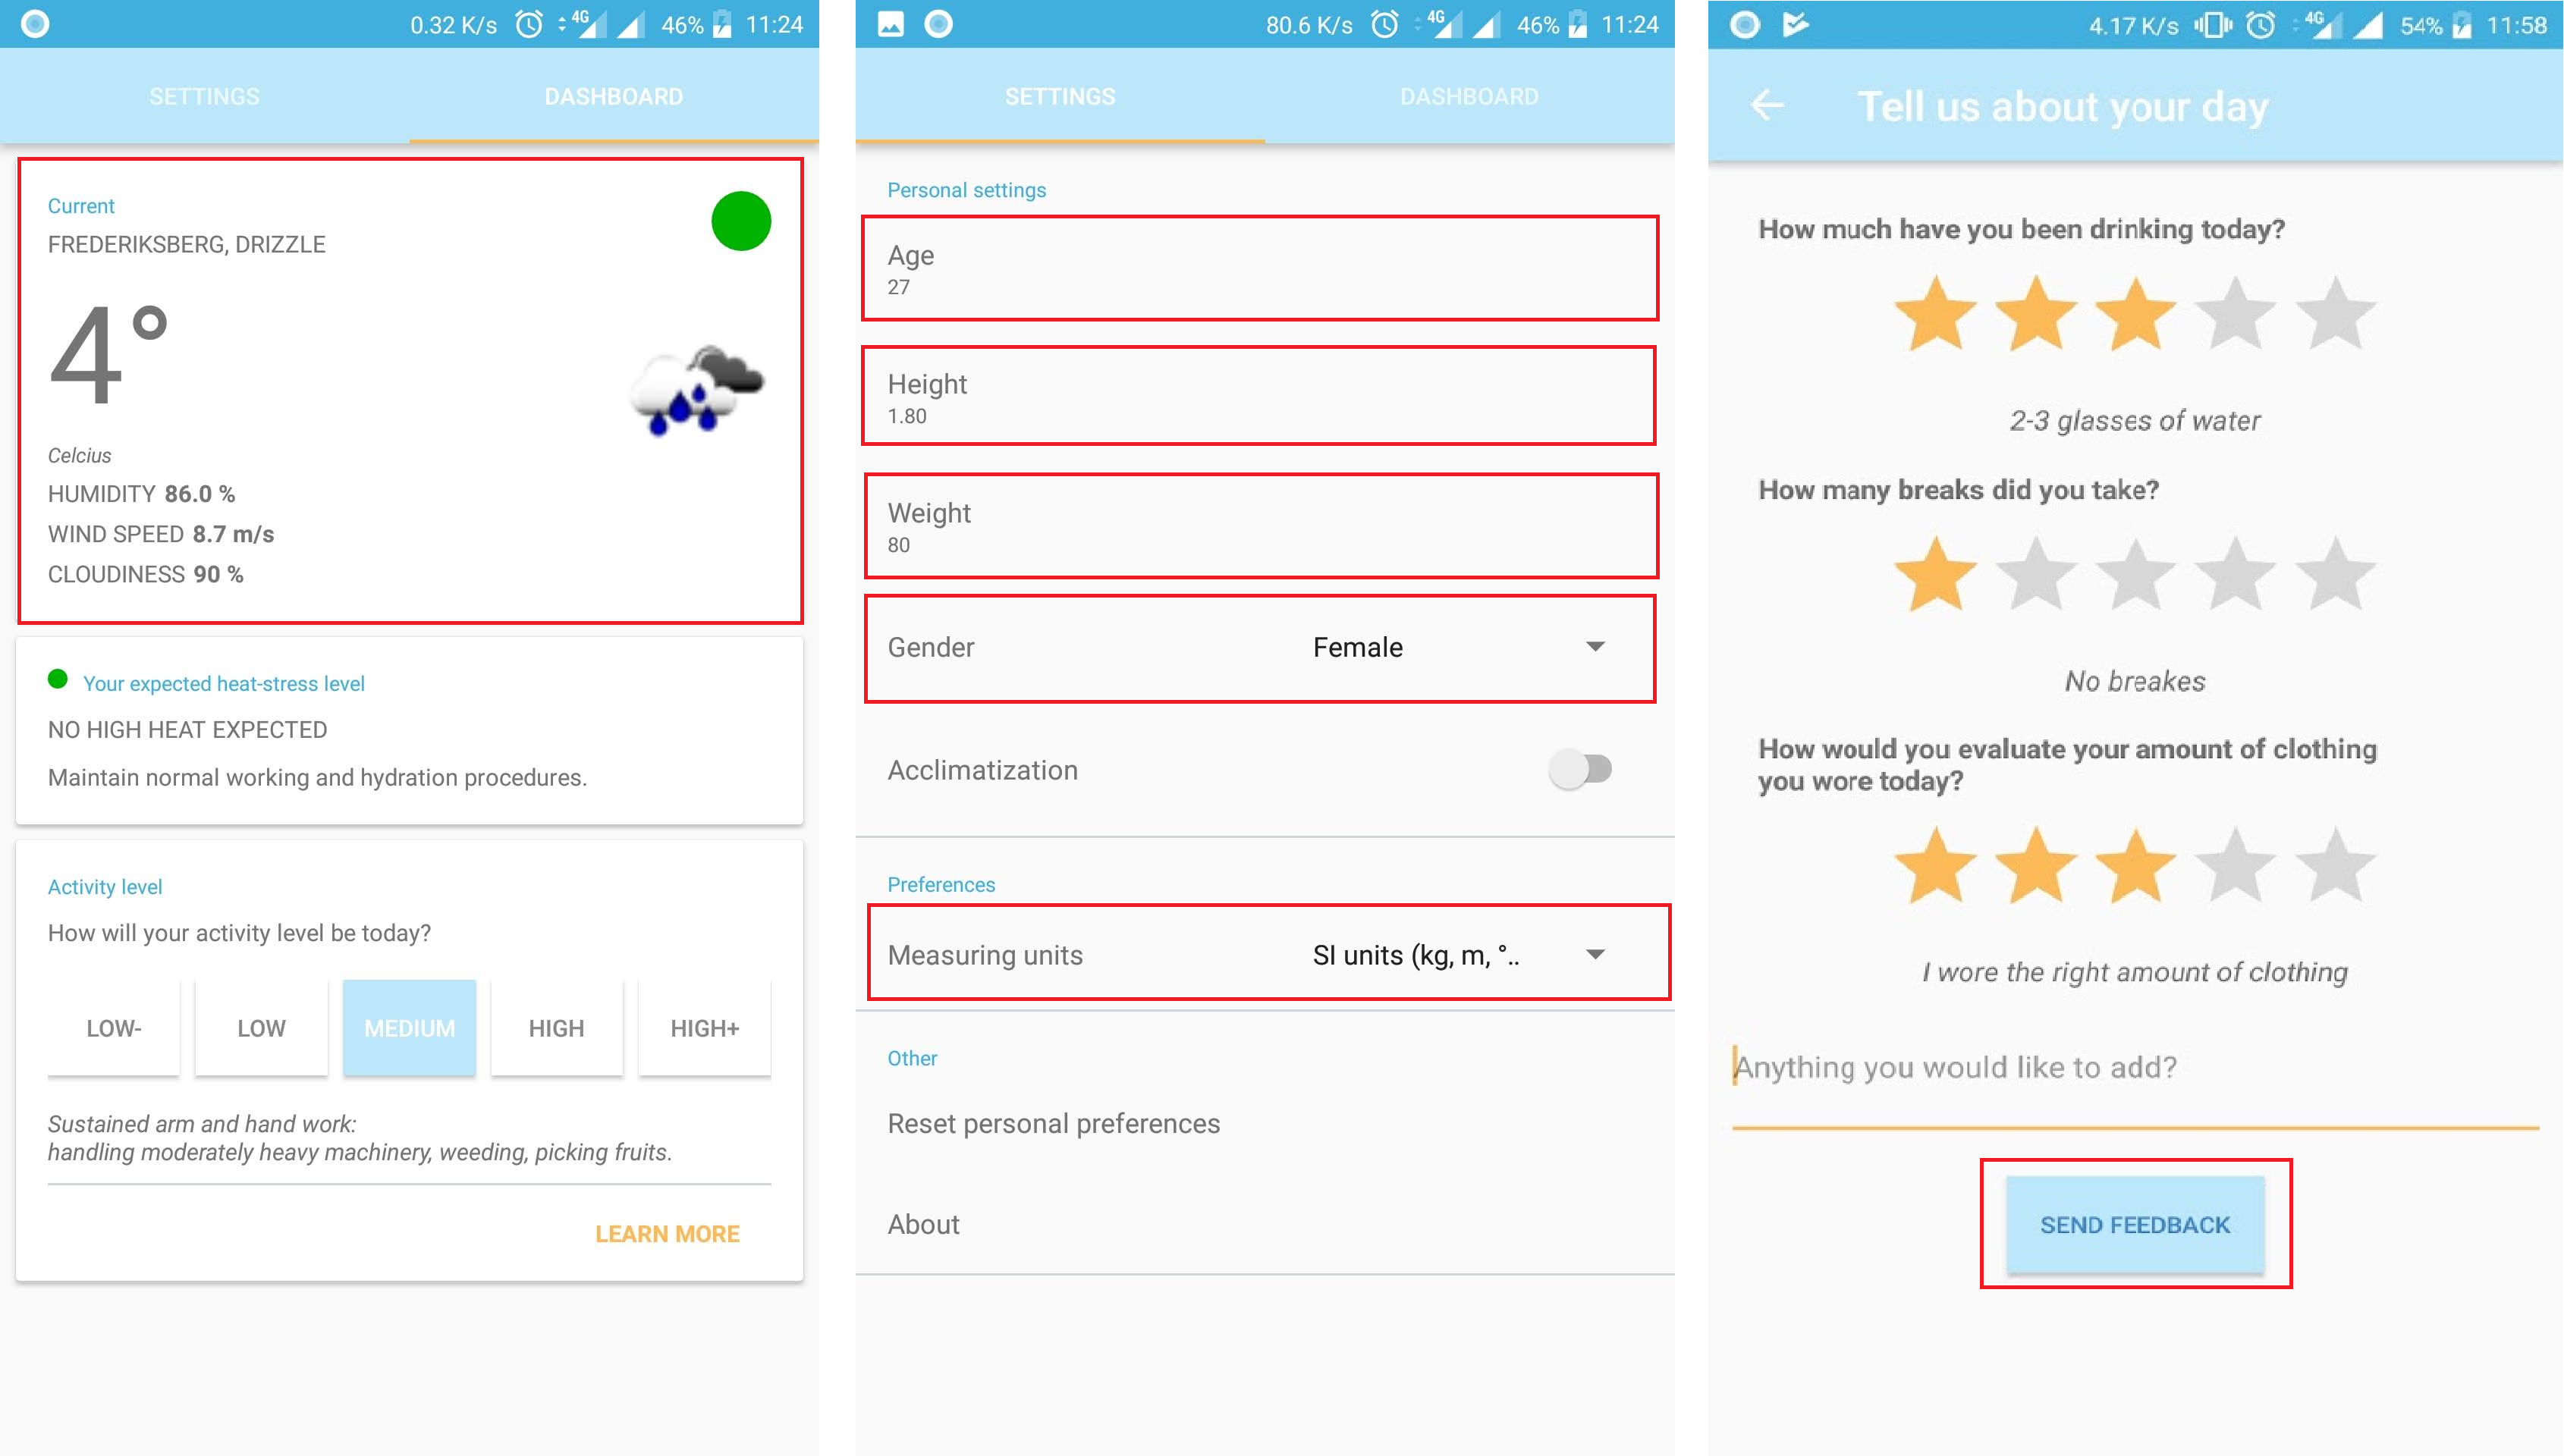 0.32 K/s 4G 46% 11:24
SETTINGS DASHBOARD
Current
FREDERIKSBERG, DRIZZLE
4°
Celcius
HUMIDITY 86.0 %
WIND SPEED 8.7 m/s
CLOUDINESS 90 %
Your expected heat-stress level
NO HIGH HEAT EXPECTED
Maintain normal working and hydration procedures.
Activity level
How will your activity level be today?
LOW- LOW MEDIUM HIGH HIGH+
Sustained arm and hand work:
handling moderately heavy machinery, weeding, picking fruits.
LEARN MORE
80.6 K/s 4G 46% 11:24
SETTINGS DASHBOARD
Personal settings
Age
27
Height
1.80
Weight
80
Gender Female
Acclimatization
Preferences
Measuring units SI units (kg, m, °..
Other
Reset personal preferences
About
4.17 K/s 4G 54% 11:58
Tell us about your day
How much have you been drinking today?
2-3 glasses of water
How many breaks did you take?
No breakes
How would you evaluate your amount of clothing
you wore today?
I wore the right amount of clothing
Anything you would like to add?
SEND FEEDBACK